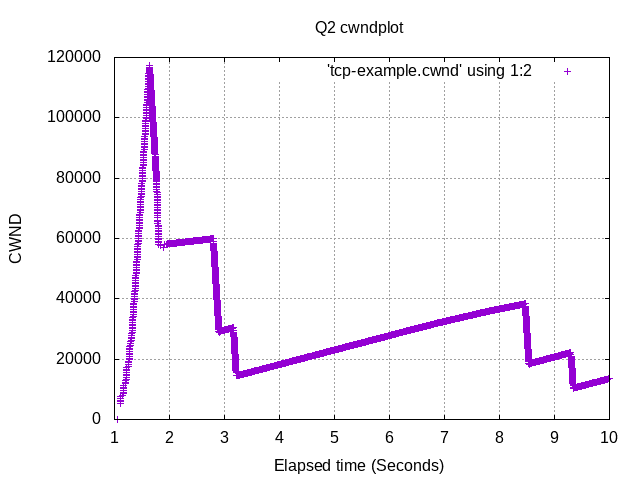 Q2 cwndplot
120000
'tcp-example.cwnd' using 1:2
100000
80000
60000
CWND
40000
20000
0
1 2 3 4 5 6 7 8 9 10
Elapsed time (Seconds)